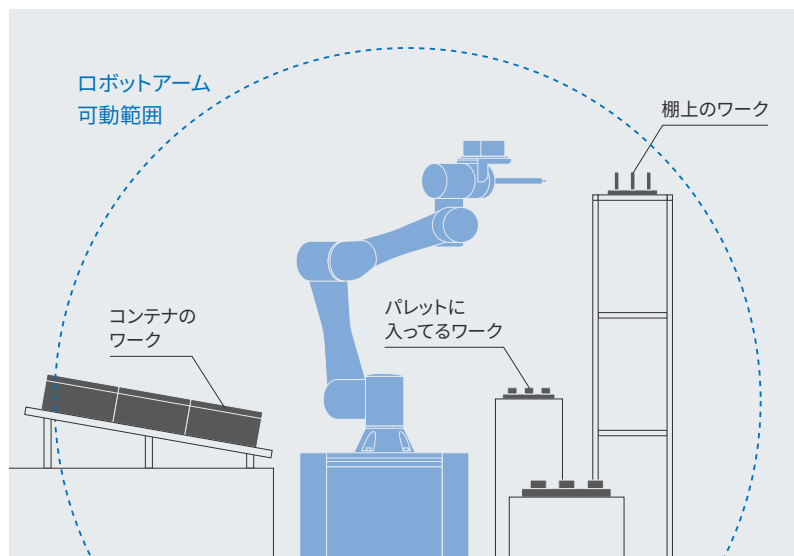 ロボットアーム
可動範囲
棚上のワーク
コンテナの
ワーク
パレットに
入ってるワーク